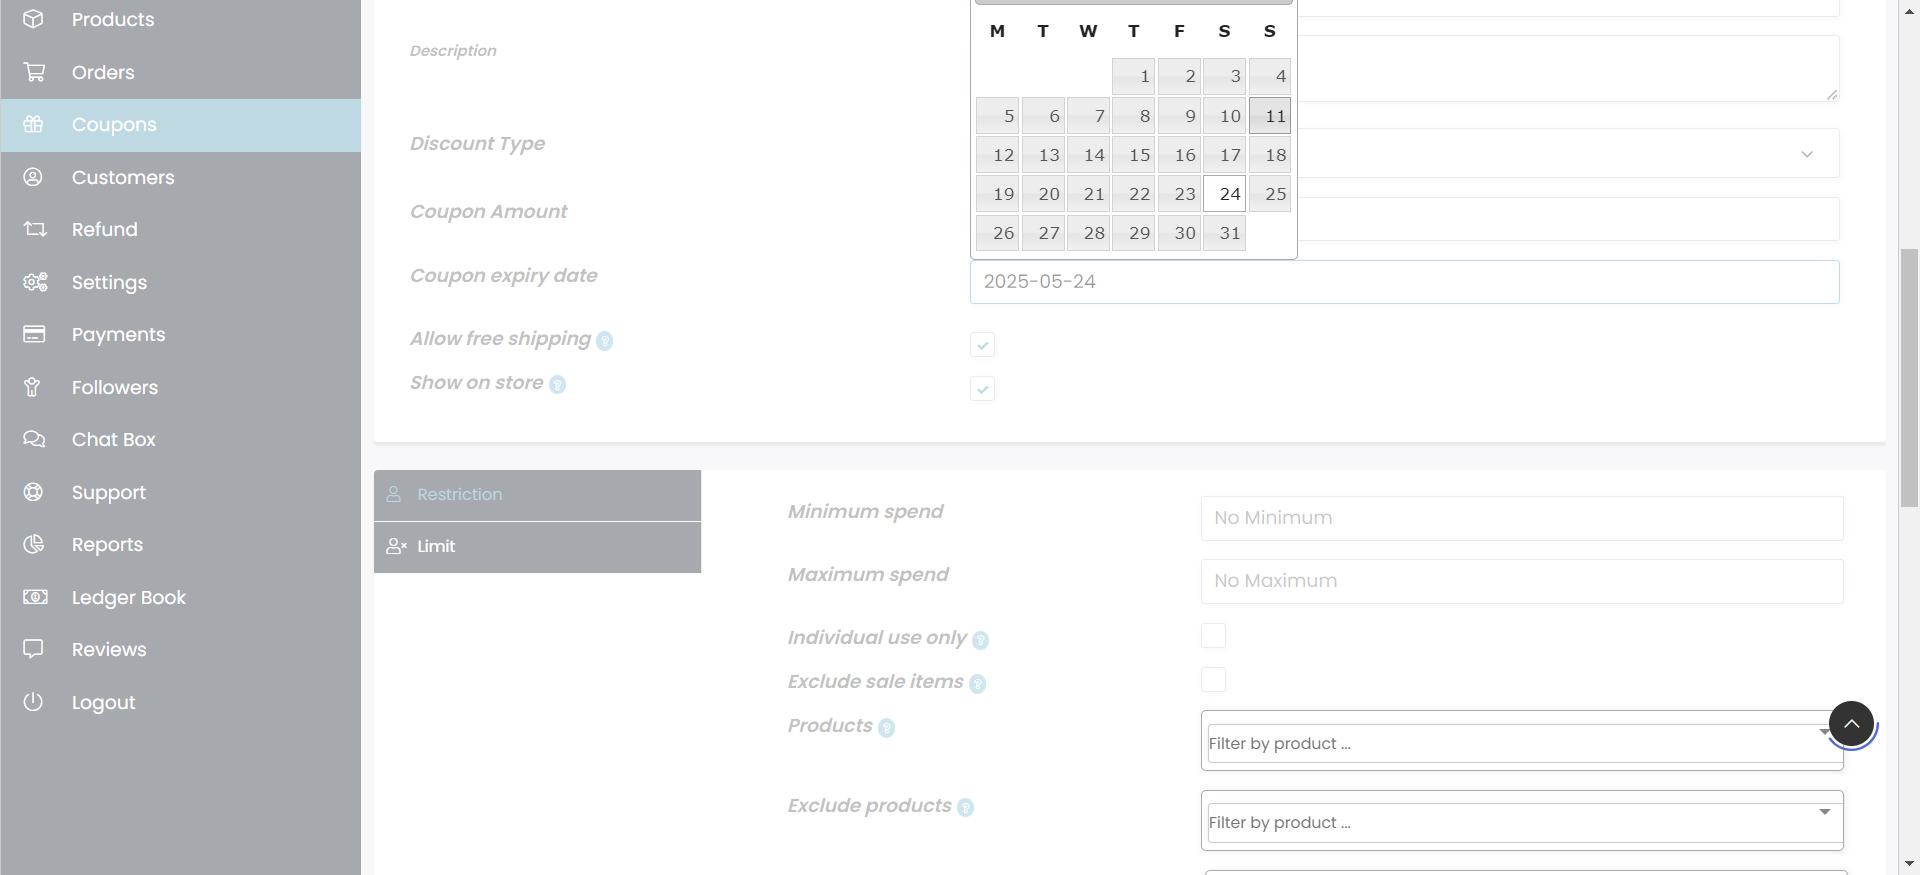 Products
Orders
Coupons
Customers
Refund
Settings
Payments
Followers
Chat Box
Support
Reports
Ledger Book
Reviews
Logout
Description
Discount Type
Coupon Amount
Coupon expiry date
Allow free shipping ?
Show on store ?
M T W T F S S
1 2 3 4
5 6 7 8 9 10 11
12 13 14 15 16 17 18
19 20 21 22 23 24 25
26 27 28 29 30 31
2025-05-24
Restriction
Limit
Minimum spend
No Minimum
Maximum spend
No Maximum
Individual use only ?
Exclude sale items ?
Products ?
Filter by product ...
Exclude products ?
Filter by product ...